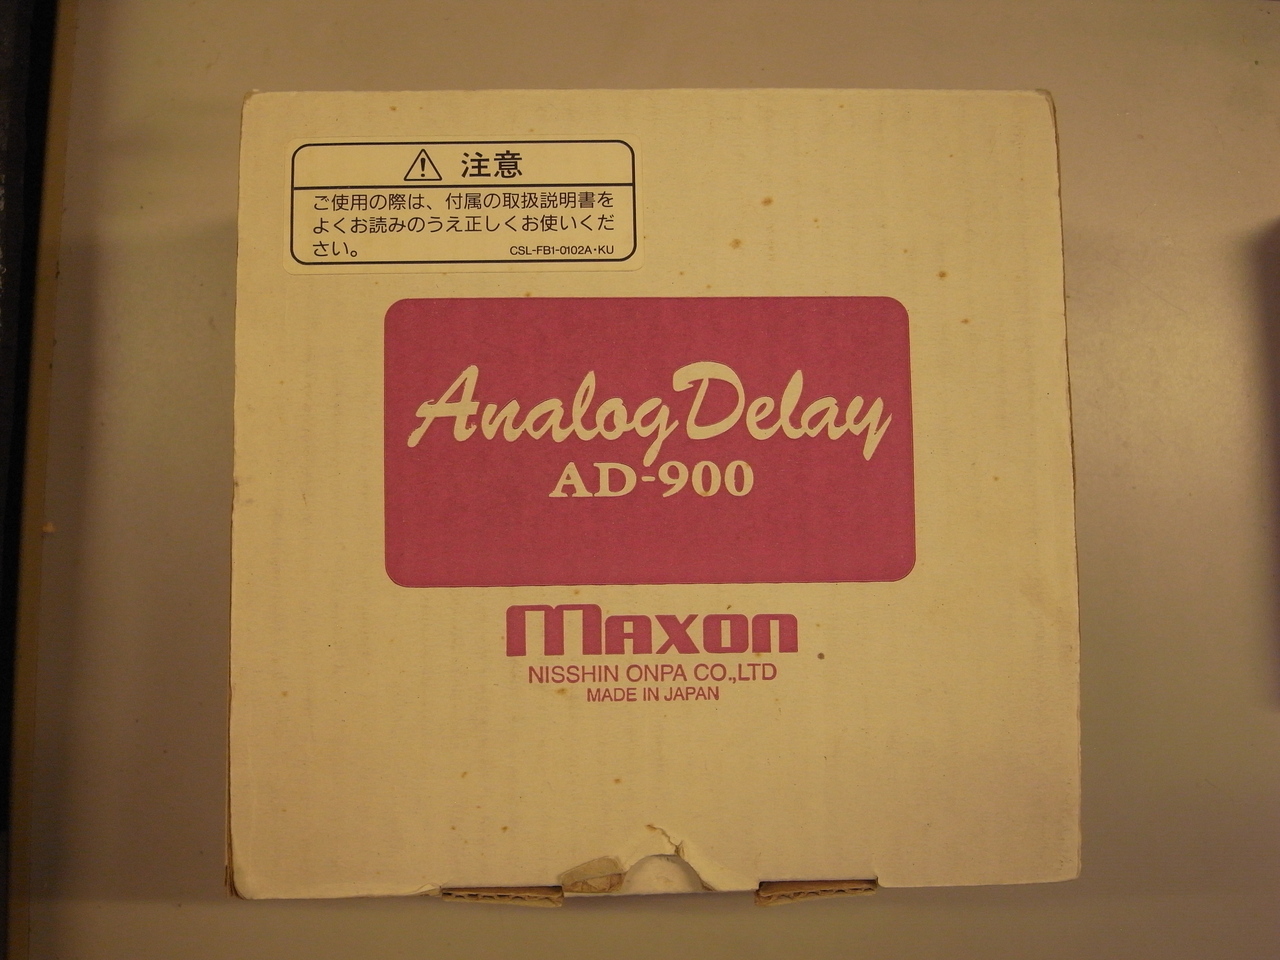 注意
ご使用の際は、付属の取扱説明書を
よくお読みのうえ正しくお使いくだ
さい。
CSL-FB1-0102A・KU
Analog Delay
AD-900
maxon
NISSHIN ONPA CO.,LTD
MADE IN JAPAN